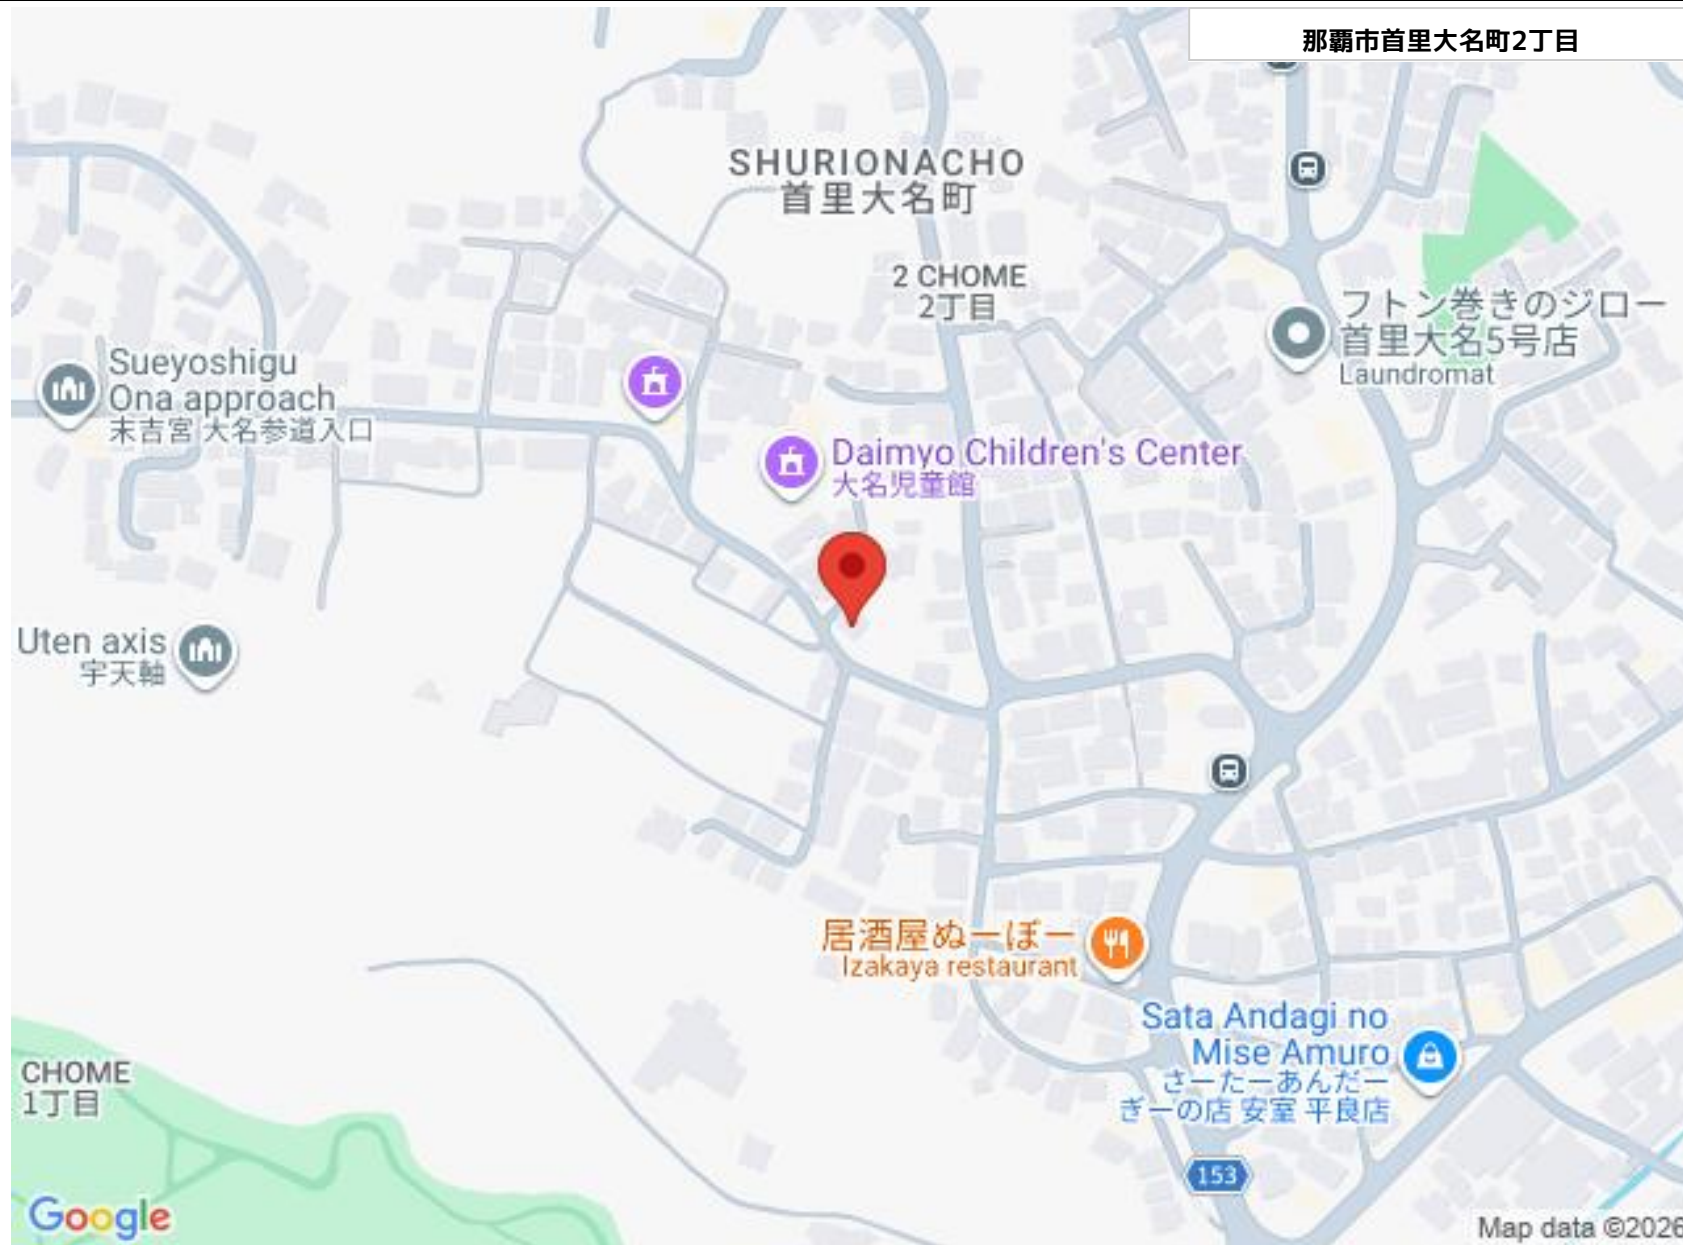 那覇市首里大名町2丁目
SHURIONACHO
首里大名町
2 CHOME
2丁目
フトン巻きのジロー
首里大名5号店
Laundromat
Sueyoshigu
Ona approach
末吉宮 大名参道入口
Daimyo Children's Center
大名児童館
Uten axis
宇天軸
居酒屋ぬーぼー
Izakaya restaurant
Sata Andagi no
Mise Amuro
さーたーあんだー
ぎーの店 安室 平良店
CHOME
1丁目
153
Google
Map data ©2026